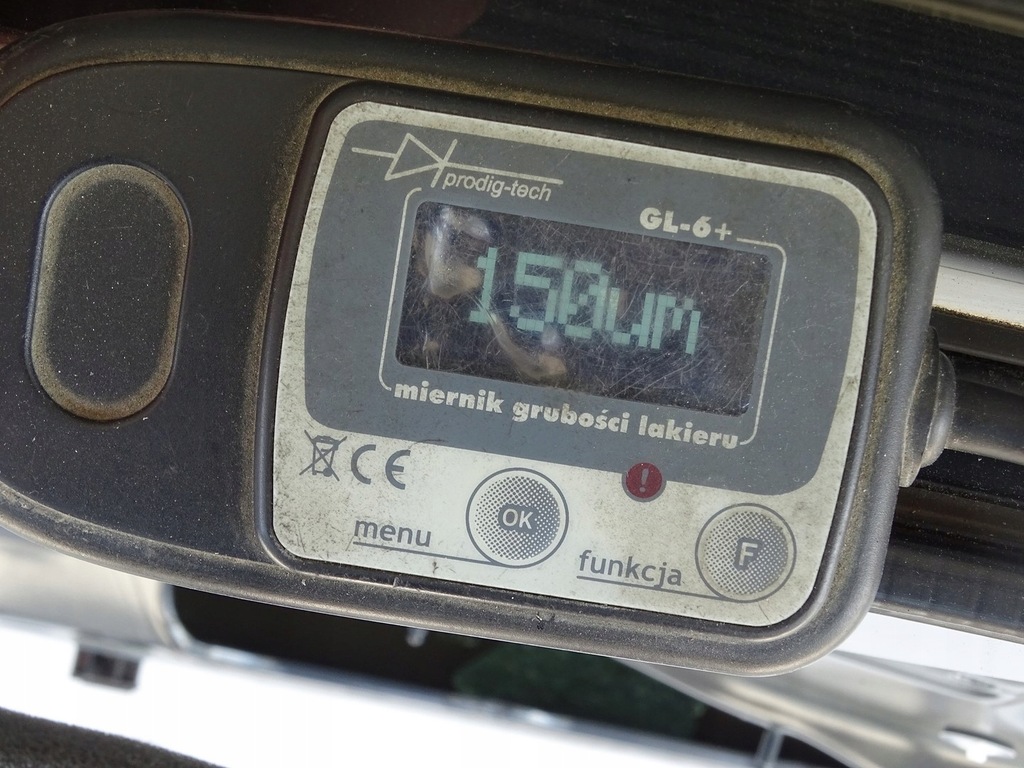 prodig-tech
GL-6+
150um
miernik grubości lakieru
CE
!
menu OK
funkcja F